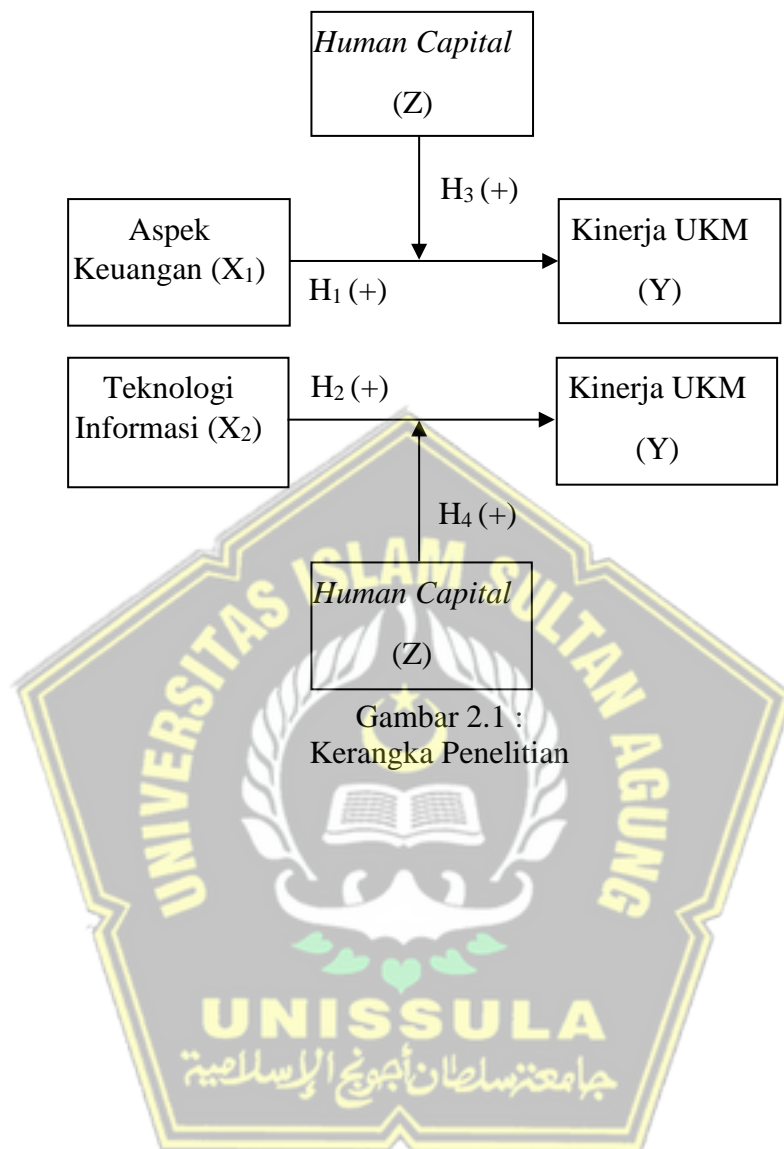 Human Capital
(Z)
H₃ (+)
Aspek
Keuangan (X₁)
H₁ (+)
Kinerja UKM
(Y)
Teknologi
Informasi (X₂)
H₂ (+)
Kinerja UKM
(Y)
H₄ (+)
Human Capital
(Z)
Gambar 2.1 :
Kerangka Penelitian
UNIVERSITAS ISLAM SULTAN AGUNG
UNISSULA
جامعتسلطان أجونج الإسلامية